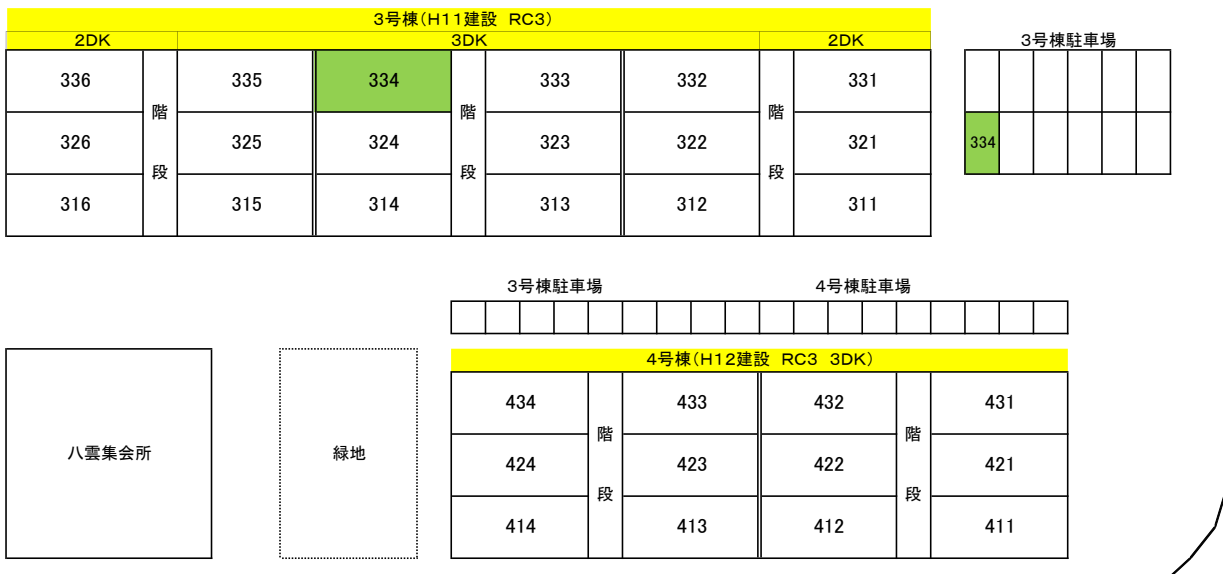 3号棟(H11建設 RC3)
2DK 3DK 2DK
3号棟駐車場
336 335 334 333 332 331
階 階 階
326 325 324 323 322 321
334
段 段 段
316 315 314 313 312 311
3号棟駐車場 4号棟駐車場
4号棟(H12建設 RC3 3DK)
434 433 432 431
階 階
八雲集会所 緑地 424 423 422 421
段 段
414 413 412 411